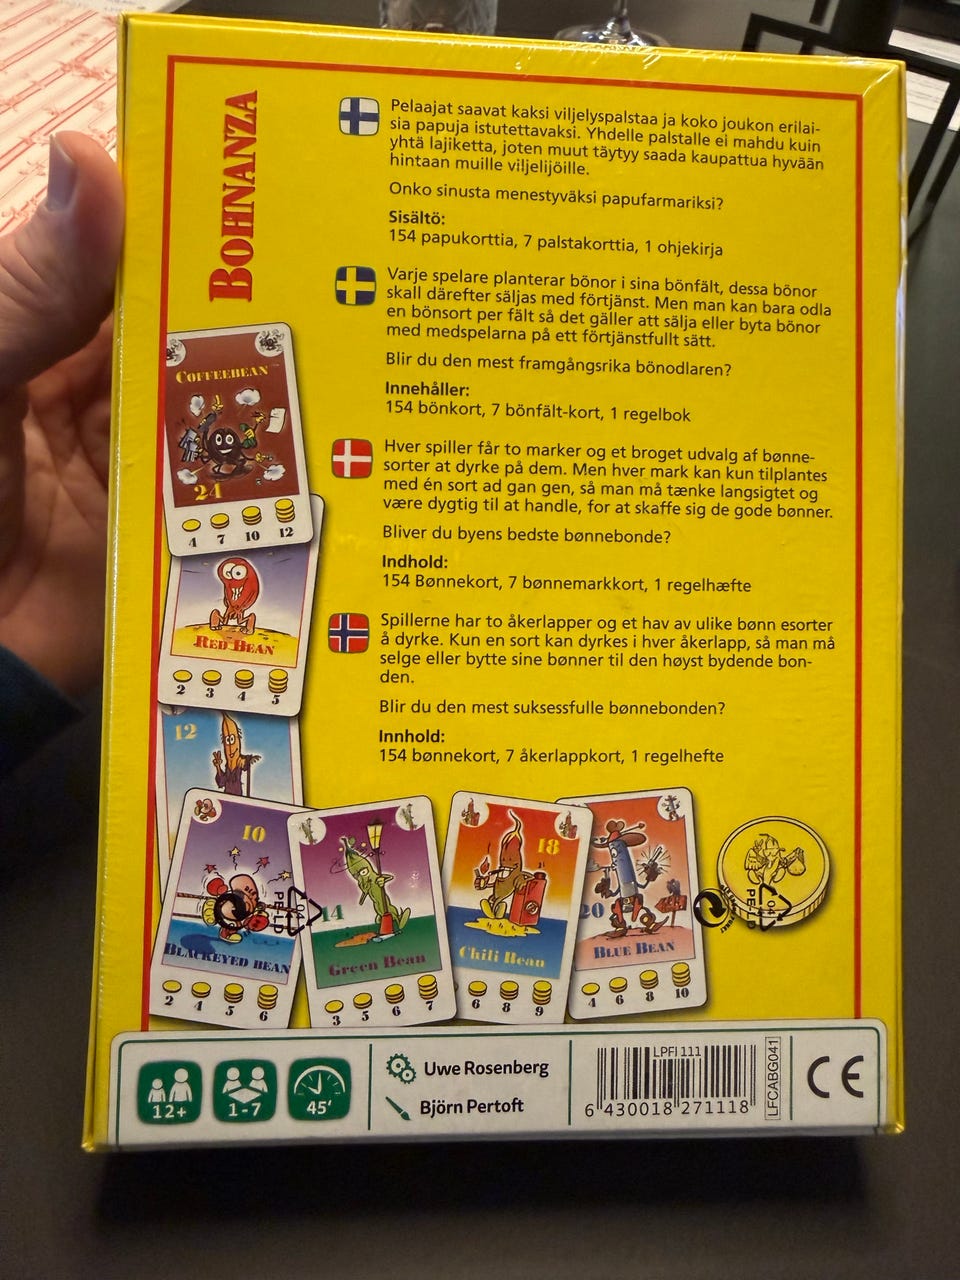 BOHNANZA
Pelaajat saavat kaksi viljelyspalstaa ja koko joukon erilai-
sia papuja istutettavaksi. Yhdelle palstalle ei mahdu kuin
yhtä lajiketta, joten muut täytyy saada kaupattua hyvään
hintaan muille viljelijöille.
Onko sinusta menestyväksi papufarmariksi?
Sisältö:
154 papukorttia, 7 palstakorttia, 1 ohjekirja
Varje spelare planterar bönor i sina bönfält, dessa bönor
skall därefter säljas med förtjänst. Men man kan bara odla
en bönsort per fält så det gäller att sälja eller byta bönor
med medspelarna på ett förtjänstfullt sätt.
Blir du den mest framgångsrika bönodlaren?
Innehåller:
154 bönkort, 7 bönfält-kort, 1 regelbok
Hver spiller får to marker og et broget udvalg af bønne-
sorter at dyrke på dem. Men hver mark kan kun tilplantes
med én sort ad gan gen, så man må tænke langsigtet og
være dygtig til at handle, for at skaffe sig de gode bønner.
Bliver du byens bedste bønnebonde?
Indhold:
154 Bønnekort, 7 bønnemarkkort, 1 regelhæfte
Spillerne har to åkerlapper og et hav av ulike bønn esorter
å dyrke. Kun en sort kan dyrkes i hver åkerlapp, så man må
selge eller bytte sine bønner til den høyst bydende bon-
den.
Blir du den mest suksessfulle bønnebonden?
Innhold:
154 bønnekort, 7 åkerlappkort, 1 regelhefte
COFFEEBEAN
24
4 7 10 12
RED BEAN
2 3 4 5
12
10
BLACKEYED BEAN
2 4 5 6
14
Green Bean
3 5 6 7
18
Chili Bean
6 8 9
20
BLUE BEAN
4 6 8 10
04
PE-LD
04
PE-LD
12+
1-7
45'
Uwe Rosenberg
Björn Pertoft
LPFI 111
6 430018 271118
LFCABG041
CE